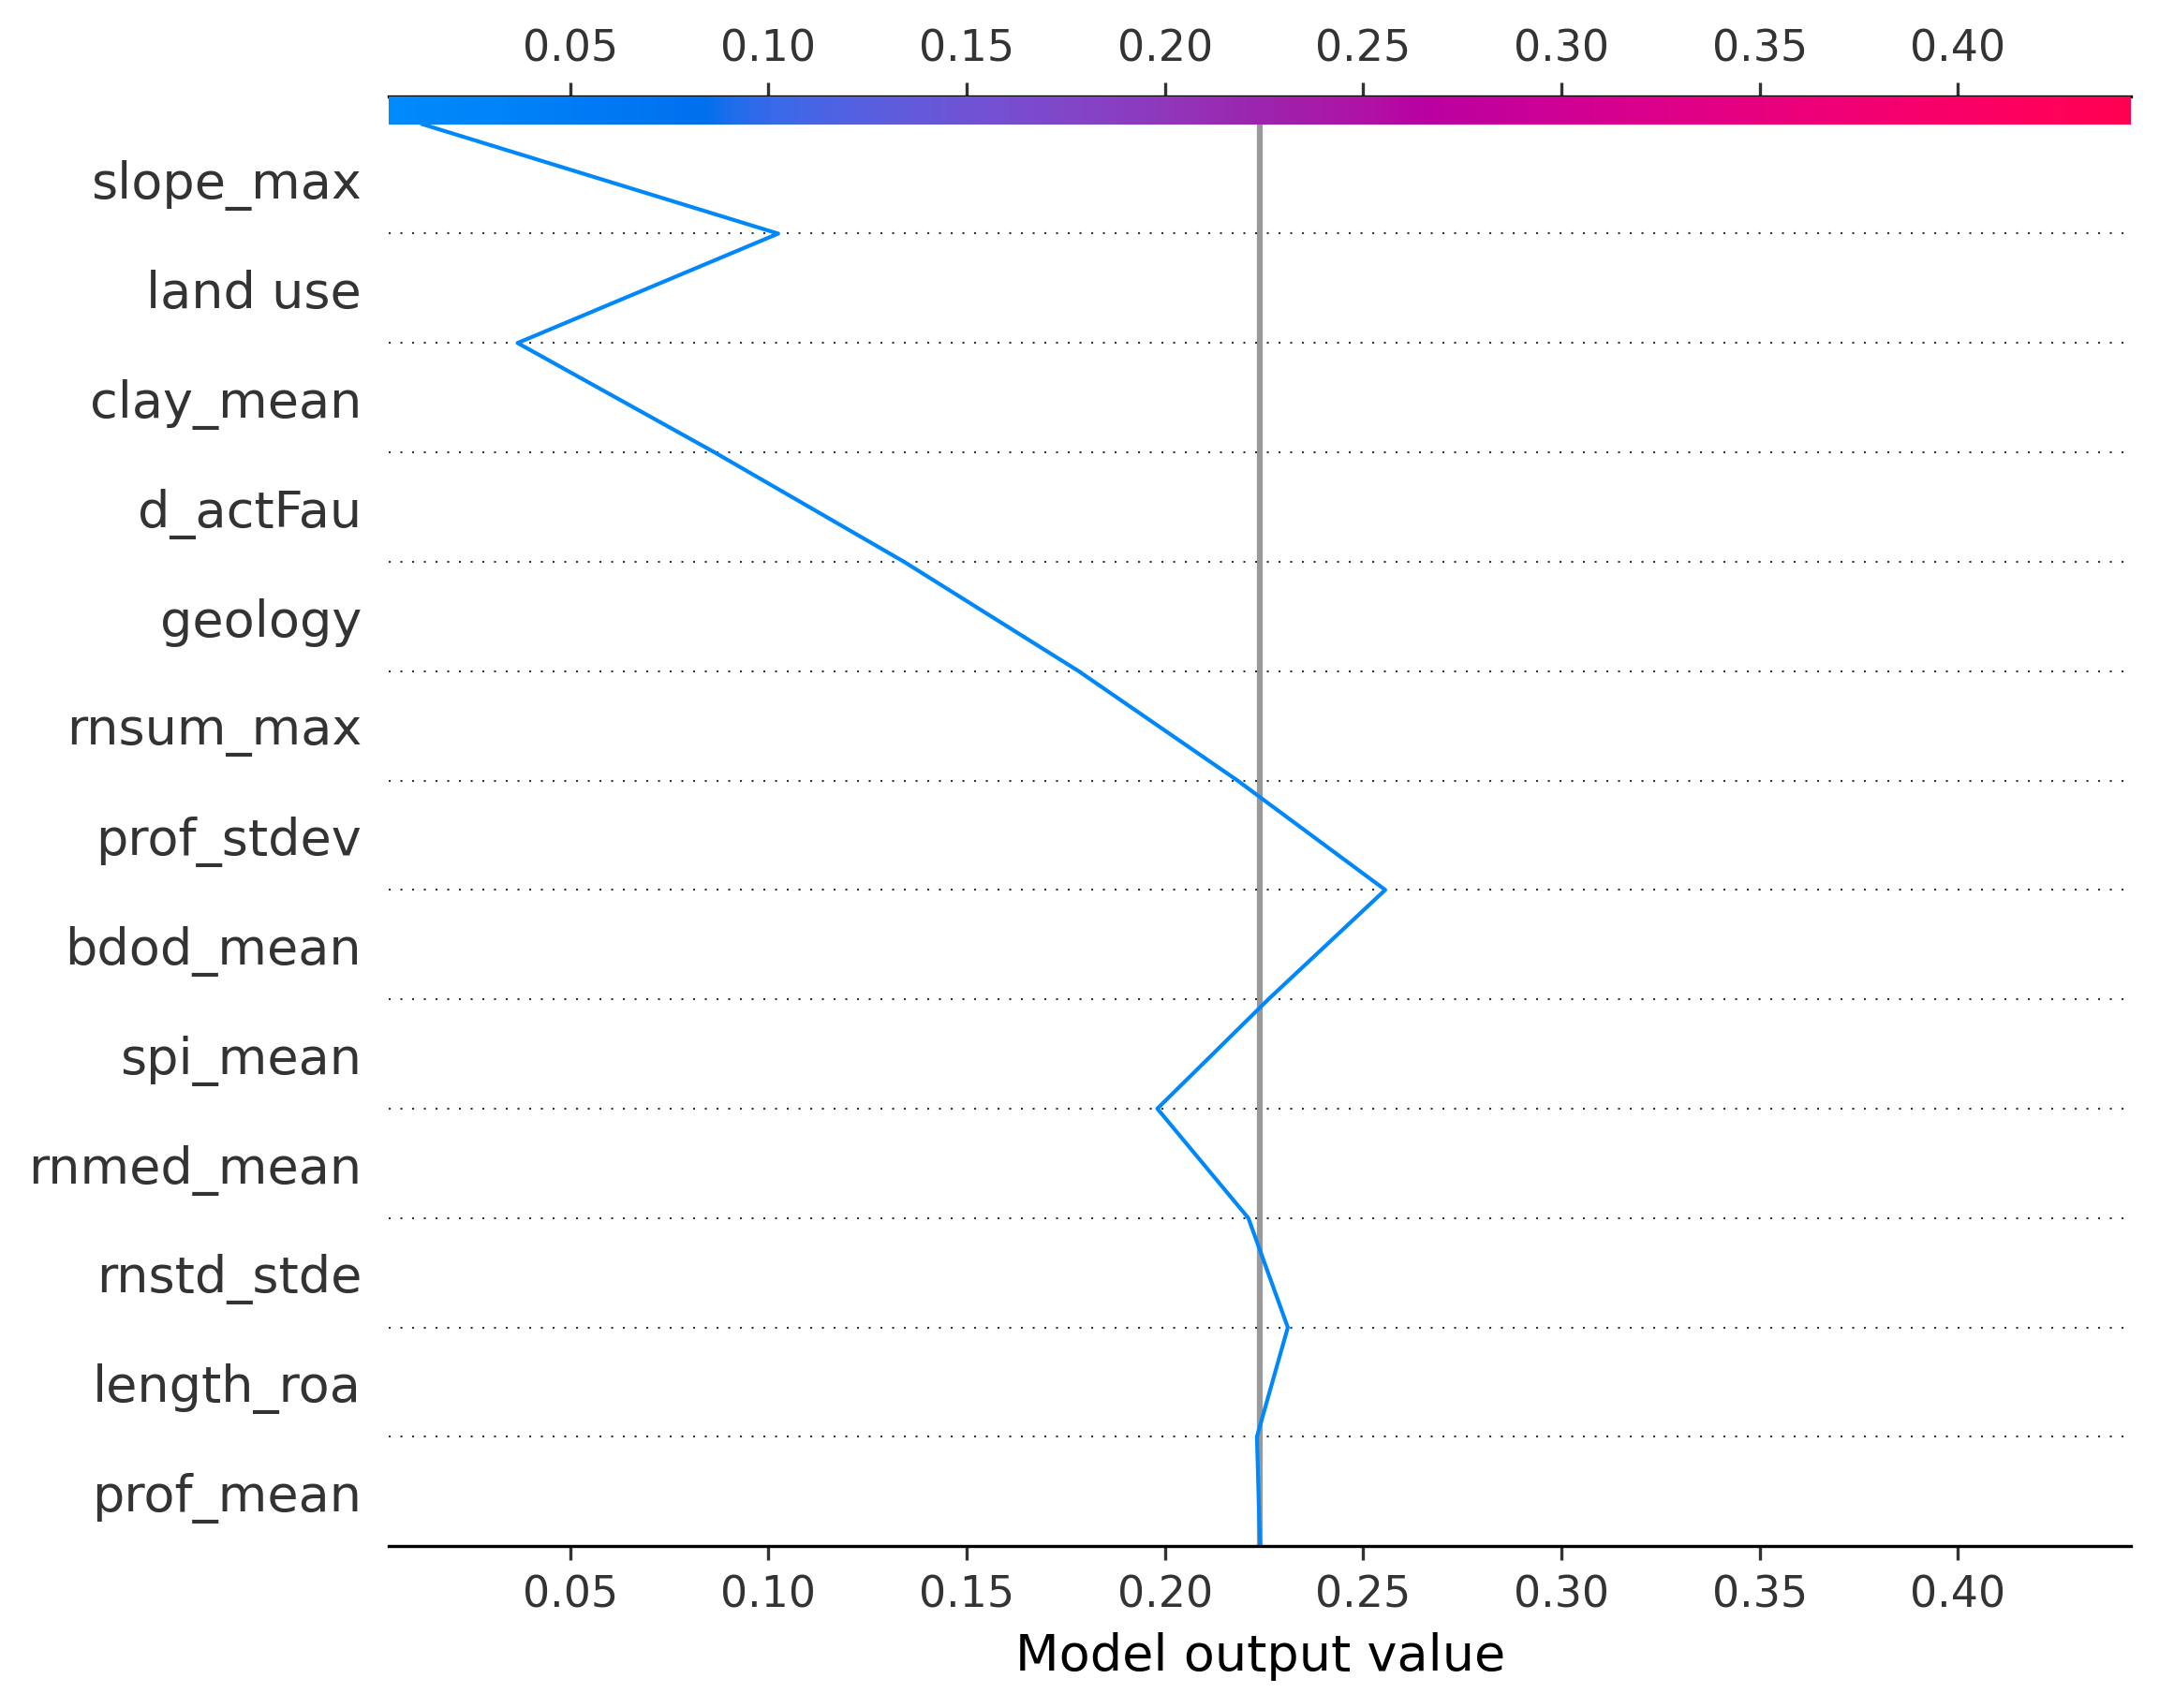 0.05 0.10 0.15 0.20 0.25 0.30 0.35 0.40
slope_max
land use
clay_mean
d_actFau
geology
rnsum_max
prof_stdev
bdod_mean
spi_mean
rnmed_mean
rnstd_stde
length_roa
prof_mean
0.05 0.10 0.15 0.20 0.25 0.30 0.35 0.40
Model output value